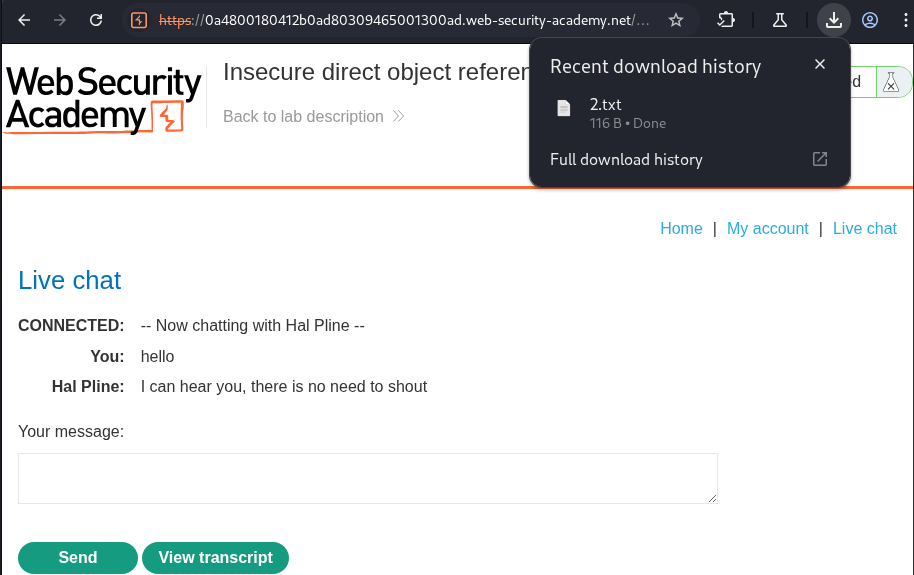 https://0a4800180412b0ad80309465001300ad.web-security-academy.net/...
Recent download history
2.txt
116 B • Done
Full download history
Web Security
Academy
Insecure direct object
Back to lab description
Home | My account | Live chat
Live chat
CONNECTED: -- Now chatting with Hal Pline --
You: hello
Hal Pline: I can hear you, there is no need to shout
Your message:
Send
View transcript